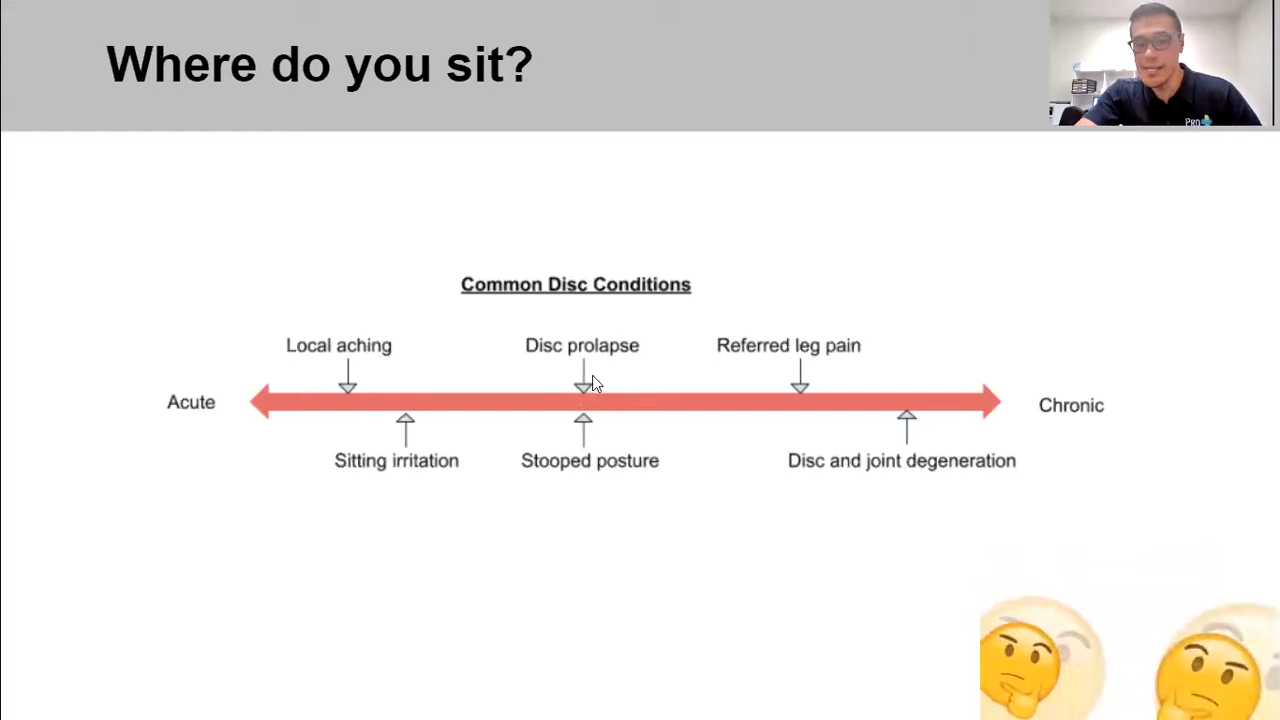 Where do you sit?
Pro
Common Disc Conditions
Local aching
Disc prolapse
Referred leg pain
Acute
Chronic
Sitting irritation
Stooped posture
Disc and joint degeneration